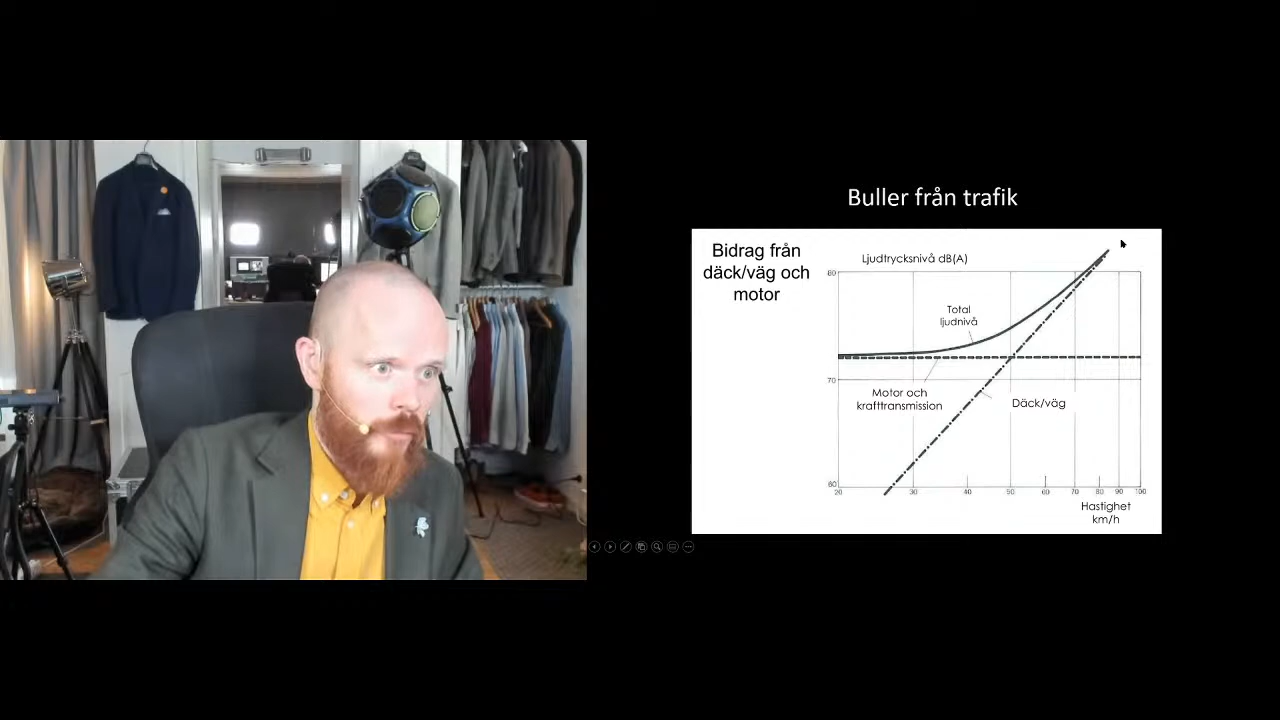 Buller från trafik
Bidrag från
däck/väg och
motor
Ljudtrycksnivå dB(A)
80
Total
ljudnivå
70
Motor och
krafttransmission
Däck/väg
60
20 30 40 50 60 70 80 90 100
Hastighet
km/h